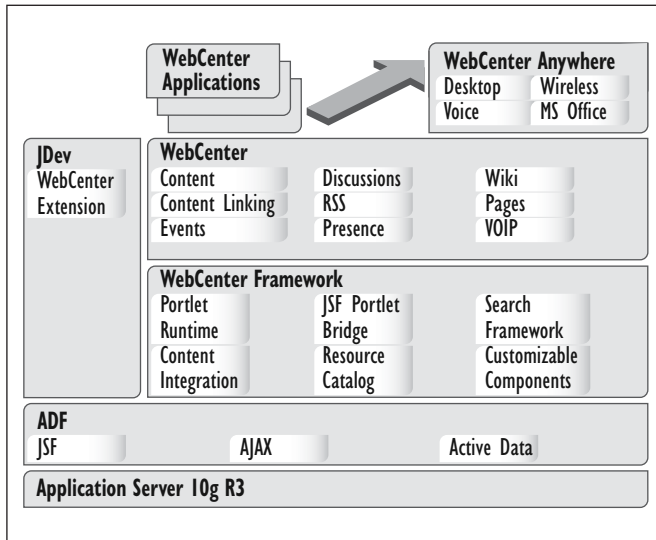 WebCenter
Applications
WebCenter Anywhere
Desktop Wireless
Voice MS Office
JDev
WebCenter
Extension
WebCenter
Content Discussions Wiki
Content Linking RSS Pages
Events Presence VOIP
WebCenter Framework
Portlet JSF Portlet Search
Runtime Bridge Framework
Content Resource Customizable
Integration Catalog Components
ADF
JSF AJAX Active Data
Application Server 10g R3